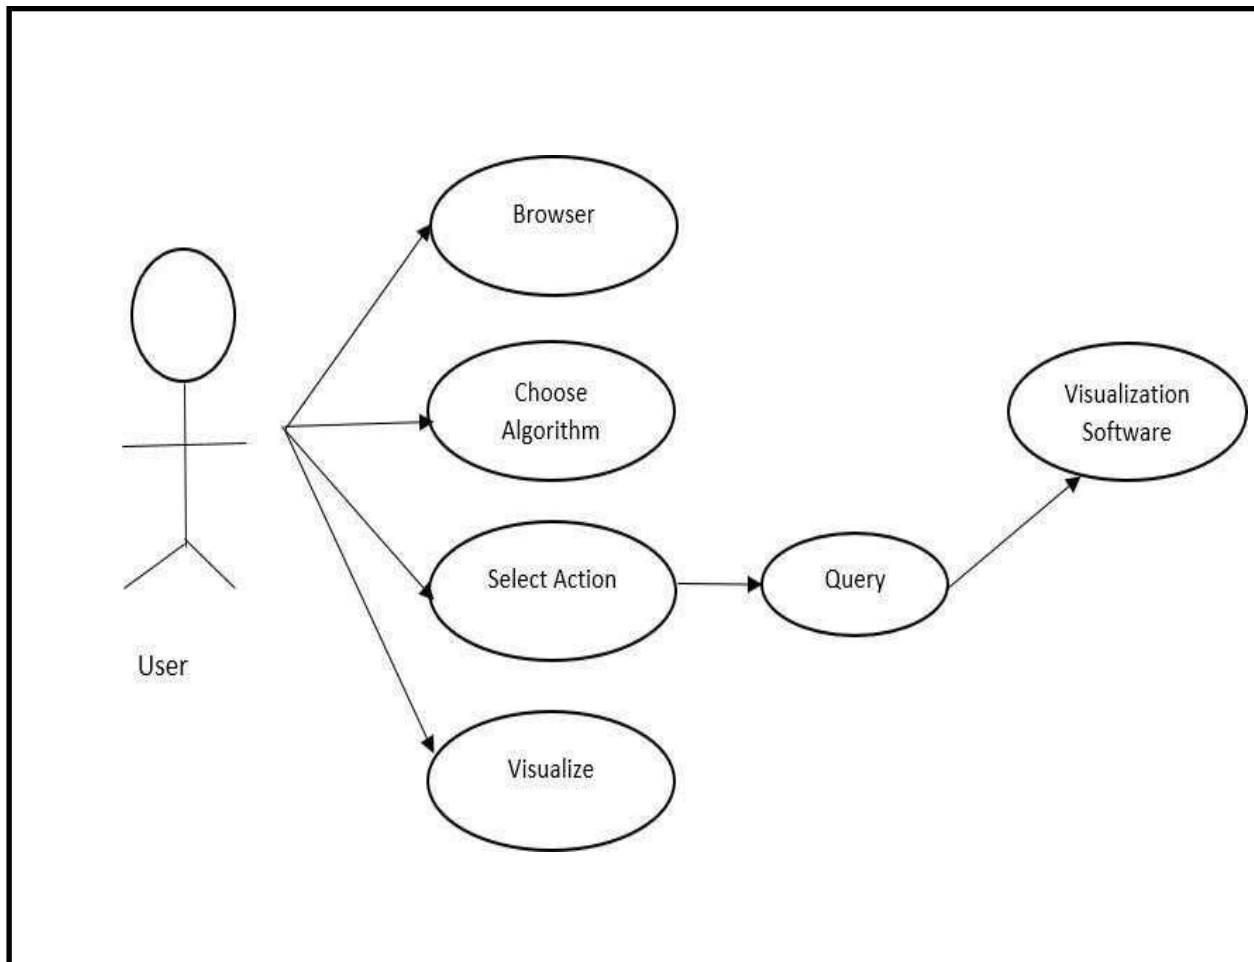 Browser
Choose
Algorithm
Visualization
Software
Select Action
Query
User
Visualize